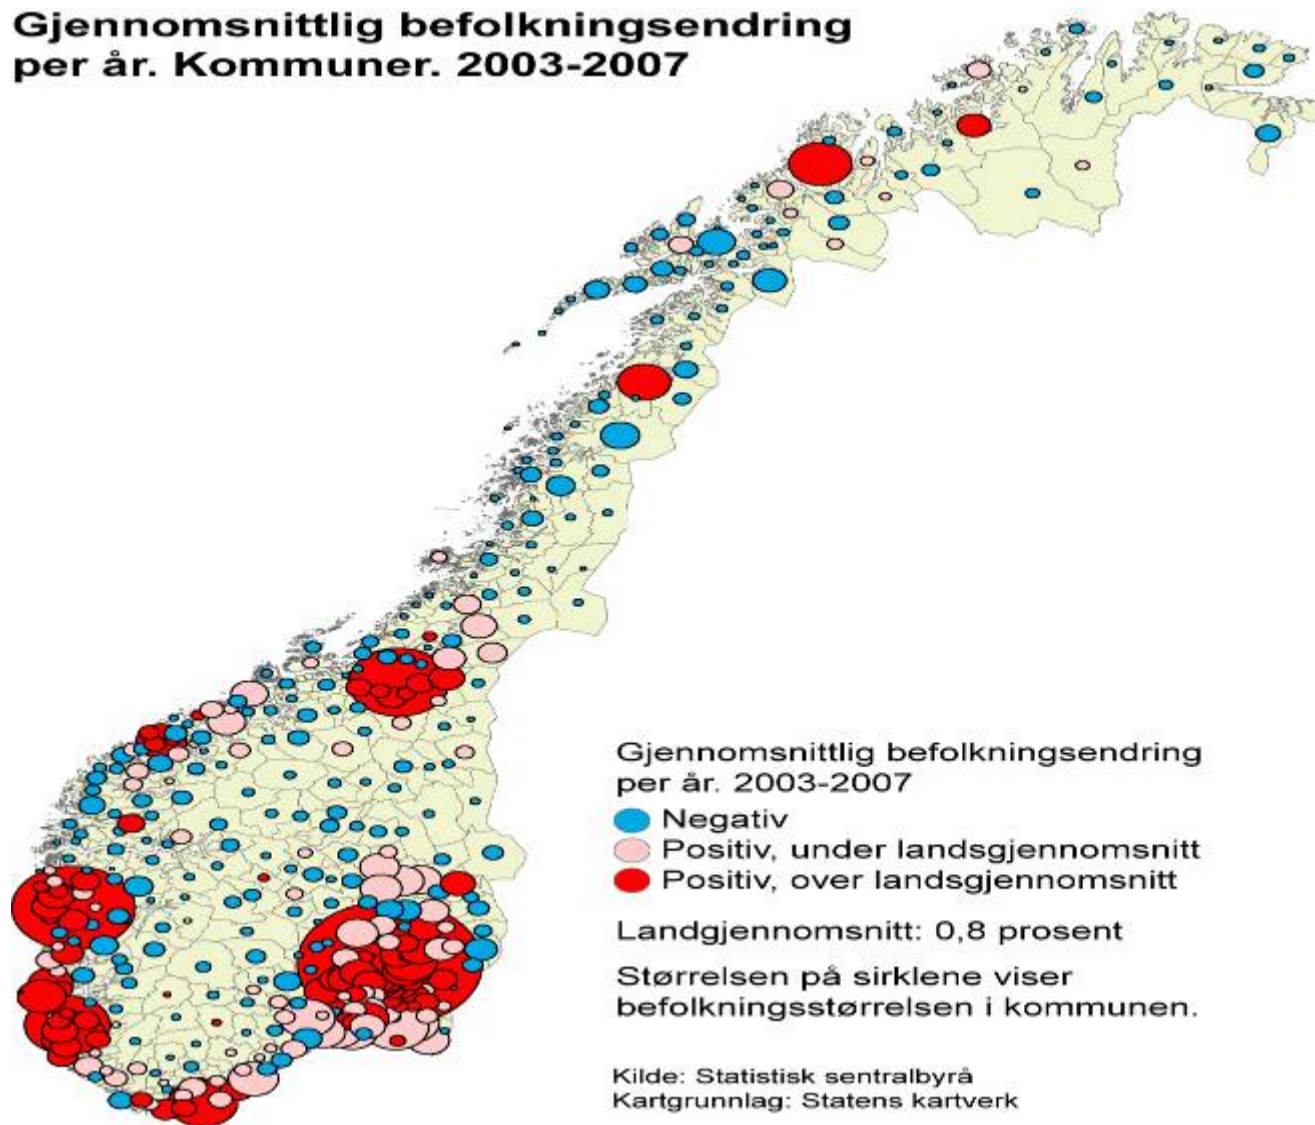 Gjennomsnittlig befolkningsendring
per år. Kommuner. 2003-2007
Gjennomsnittlig befolkningsendring
per år. 2003-2007
Negativ
Positiv, under landsgjennomsnitt
Positiv, over landsgjennomsnitt
Landgjennomsnitt: 0,8 prosent
Størrelsen på sirklene viser
befolkningsstørrelsen i kommunen.
Kilde: Statistisk sentralbyrå
Kartgrunnlag: Statens kartverk